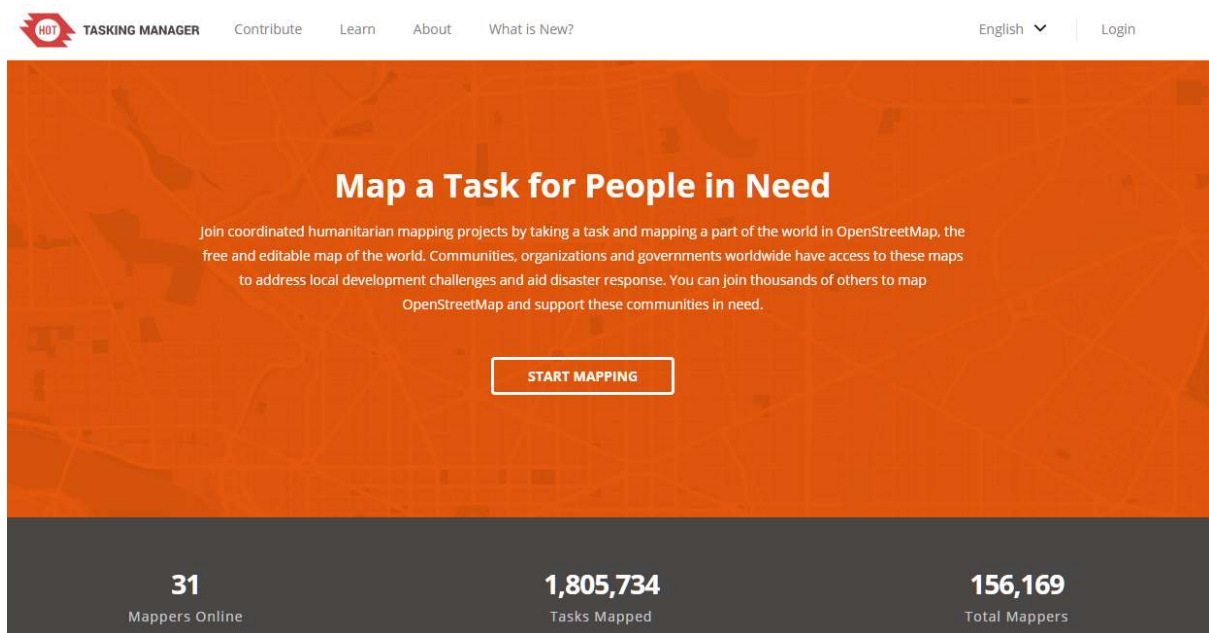 HOT TASKING MANAGER Contribute Learn About What is New? English Login
Map a Task for People in Need
Join coordinated humanitarian mapping projects by taking a task and mapping a part of the world in OpenStreetMap, the
free and editable map of the world. Communities, organizations and governments worldwide have access to these maps
to address local development challenges and aid disaster response. You can join thousands of others to map
OpenStreetMap and support these communities in need.
START MAPPING
31 1,805,734 156,169
Mappers Online Tasks Mapped Total Mappers